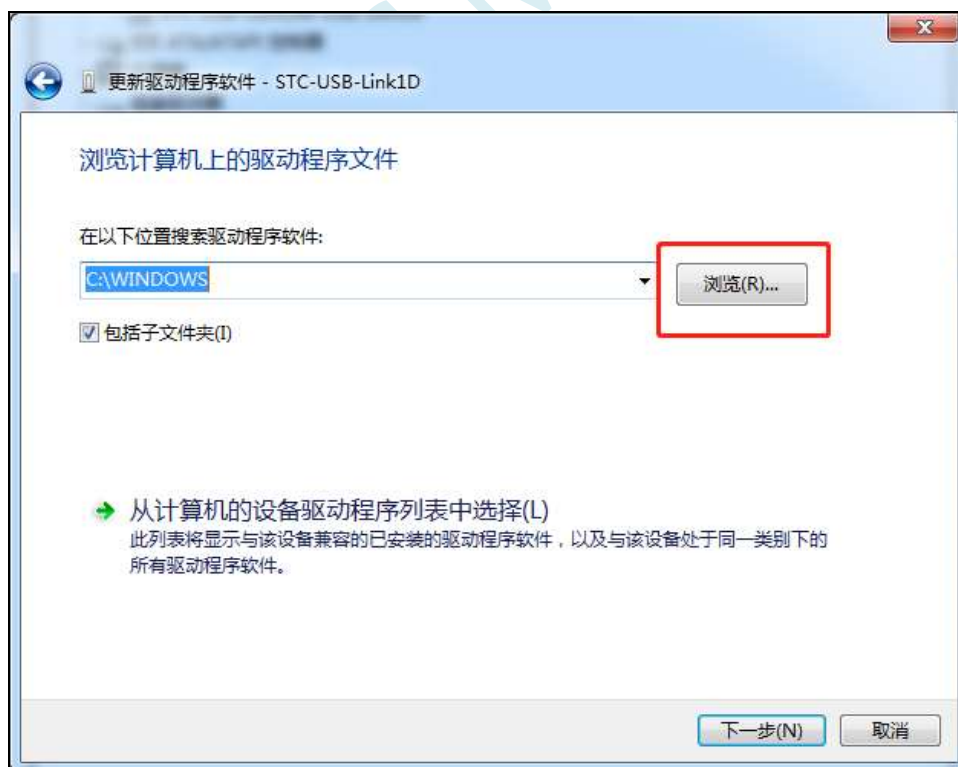 更新驱动程序软件 - STC-USB-Link1D
浏览计算机上的驱动程序文件
在以下位置搜索驱动程序软件:
C:\WINDOWS
浏览(R)...
包括子文件夹(I)
从计算机的设备驱动程序列表中选择(L)
此列表将显示与该设备兼容的已安装的驱动程序软件，以及与该设备处于同一类别下的
所有驱动程序软件。
下一步(N)
取消